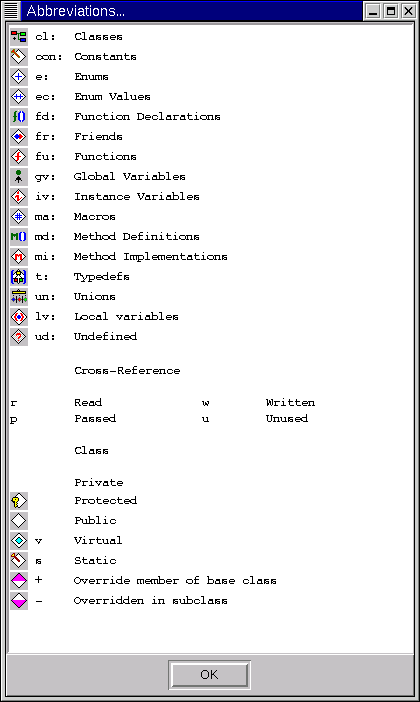 Abbreviations...
cl: Classes
con: Constants
e: Enums
ec: Enum Values
fd: Function Declarations
fr: Friends
fu: Functions
gv: Global Variables
iv: Instance Variables
ma: Macros
md: Method Definitions
mi: Method Implementations
t: Typedefs
un: Unions
lv: Local variables
ud: Undefined
Cross-Reference
r Read w Written
p Passed u Unused
Class
Private
Protected
Public
v Virtual
s Static
+ Override member of base class
- Overridden in subclass
OK